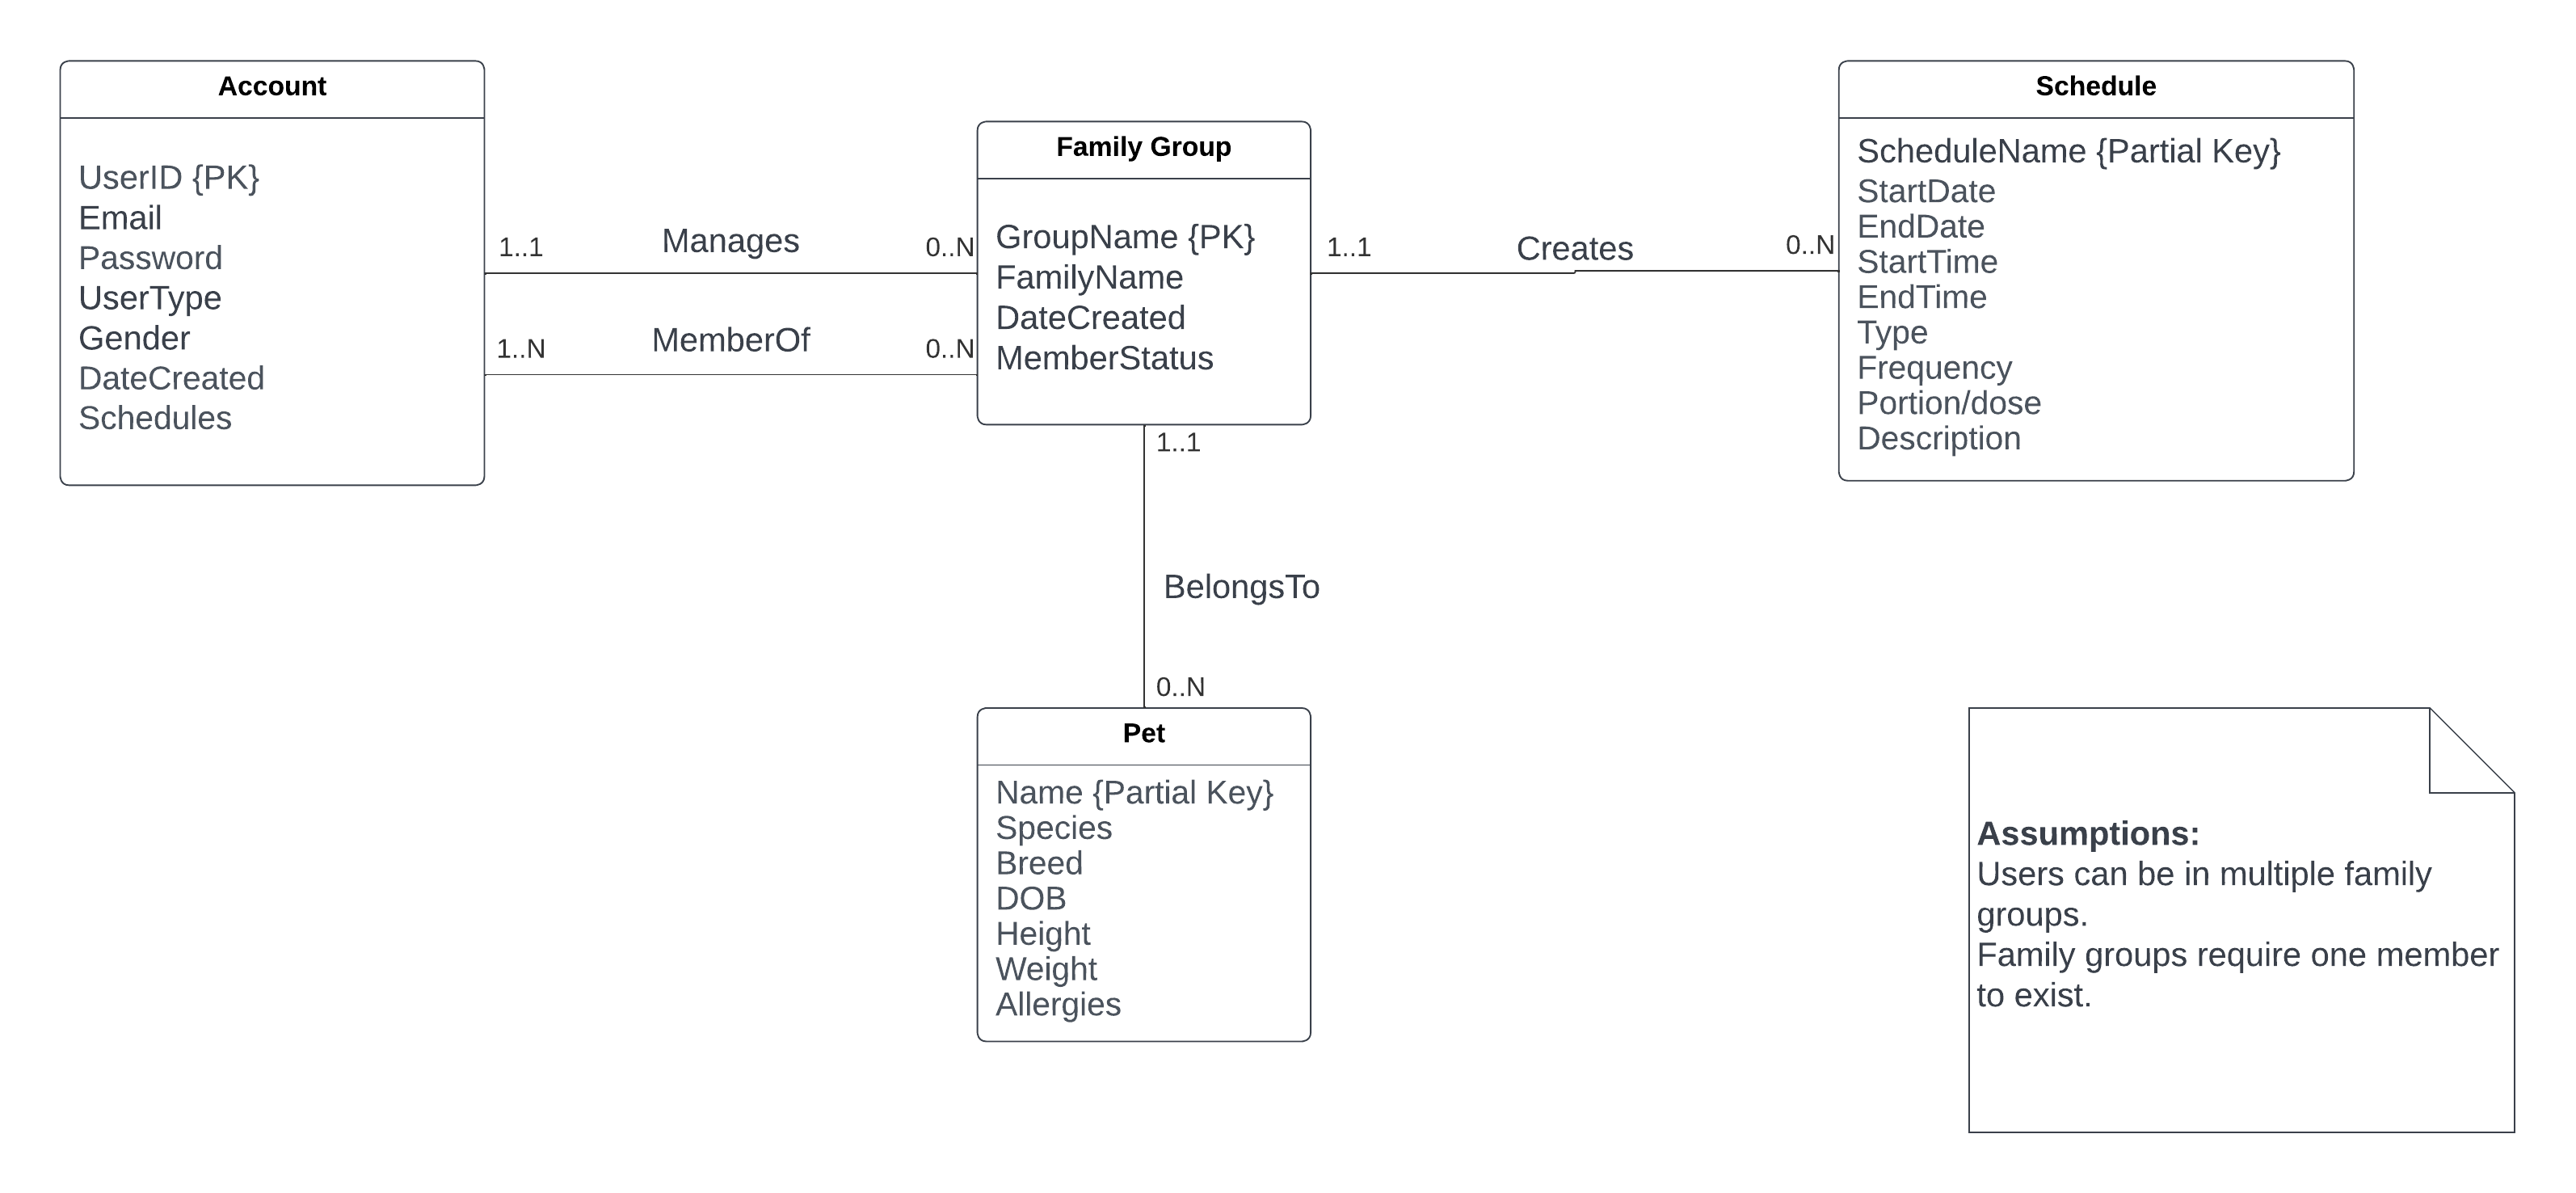 Account
UserID {PK}
Email
Password
UserType
Gender
DateCreated
Schedules
1..1
Manages
0..N
1..N
MemberOf
0..N
Family Group
GroupName {PK}
FamilyName
DateCreated
MemberStatus
1..1
Creates
0..N
Schedule
ScheduleName {Partial Key}
StartDate
EndDate
StartTime
EndTime
Type
Frequency
Portion/dose
Description
1..1
BelongsTo
0..N
Pet
Name {Partial Key}
Species
Breed
DOB
Height
Weight
Allergies
Assumptions:
Users can be in multiple family
groups.
Family groups require one member
to exist.